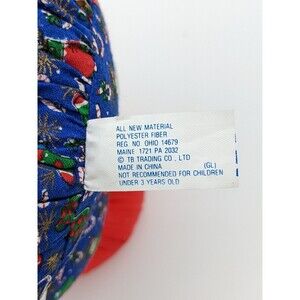 ALL NEW MATERIAL
POLYESTER FIBER
REG. NO. OHIO 14679
MAINE 1721 PA 2032
© TB TRADING CO., LTD
MADE IN CHINA (GL)
NOT RECOMMENDED FOR CHILDREN
UNDER 3 YEARS OLD